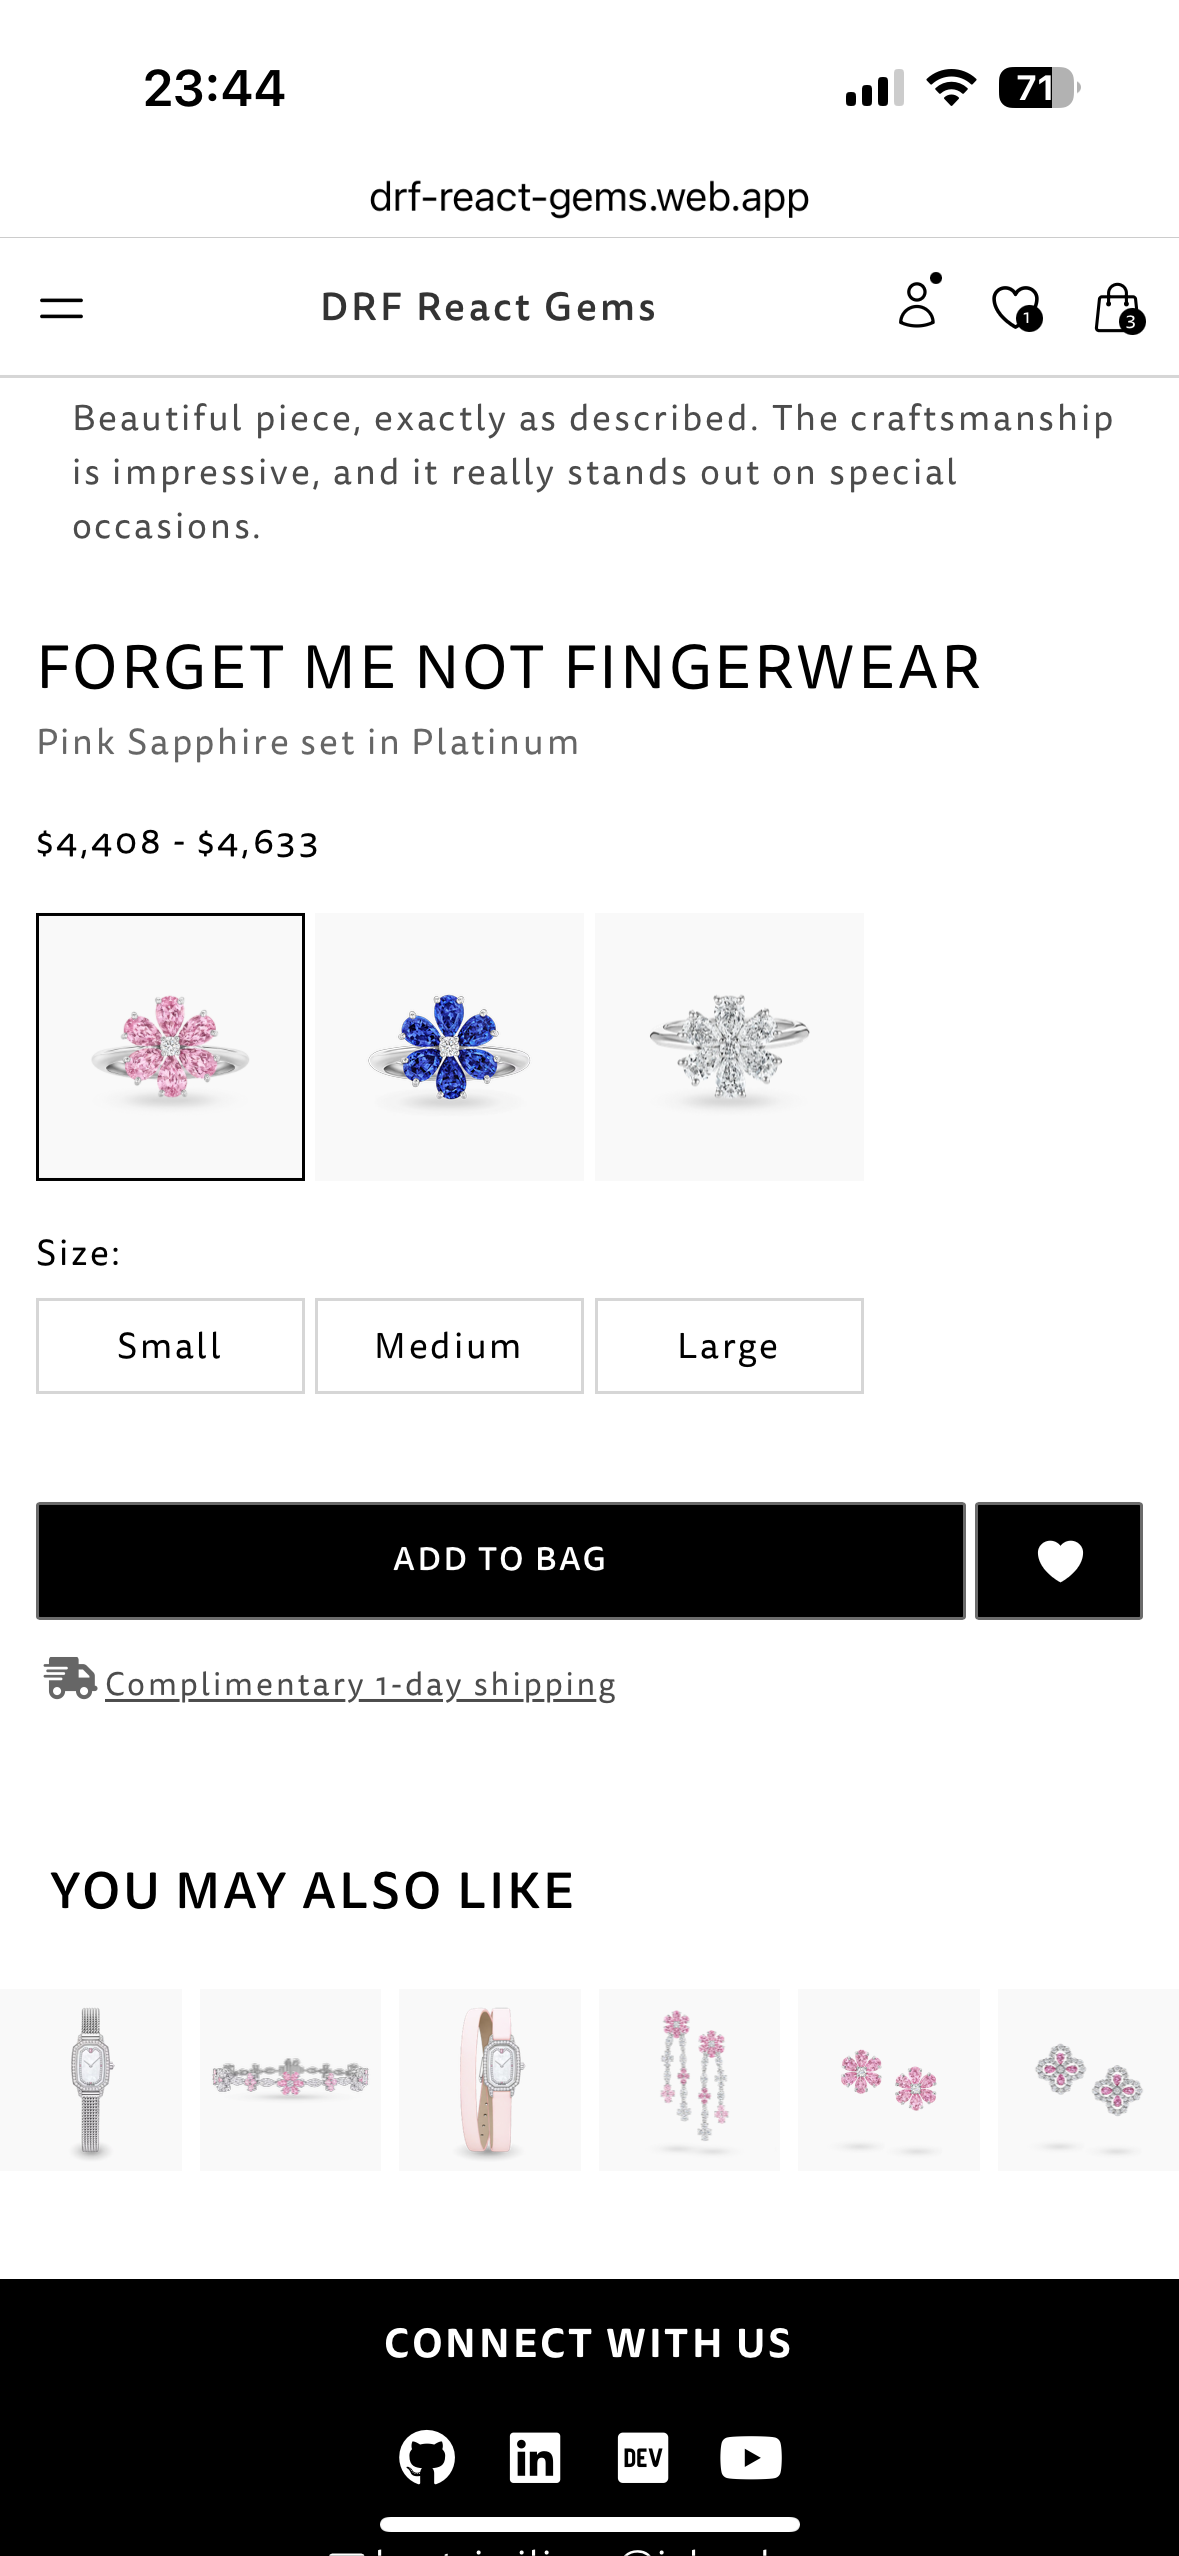 23:44
71
drf-react-gems.web.app
DRF React Gems
1
3
Beautiful piece, exactly as described. The craftsmanship
is impressive, and it really stands out on special
occasions.
FORGET ME NOT FINGERWEAR
Pink Sapphire set in Platinum
$4,408 - $4,633
Size:
Small
Medium
Large
ADD TO BAG
Complimentary 1-day shipping
YOU MAY ALSO LIKE
CONNECT WITH US
in
DEV